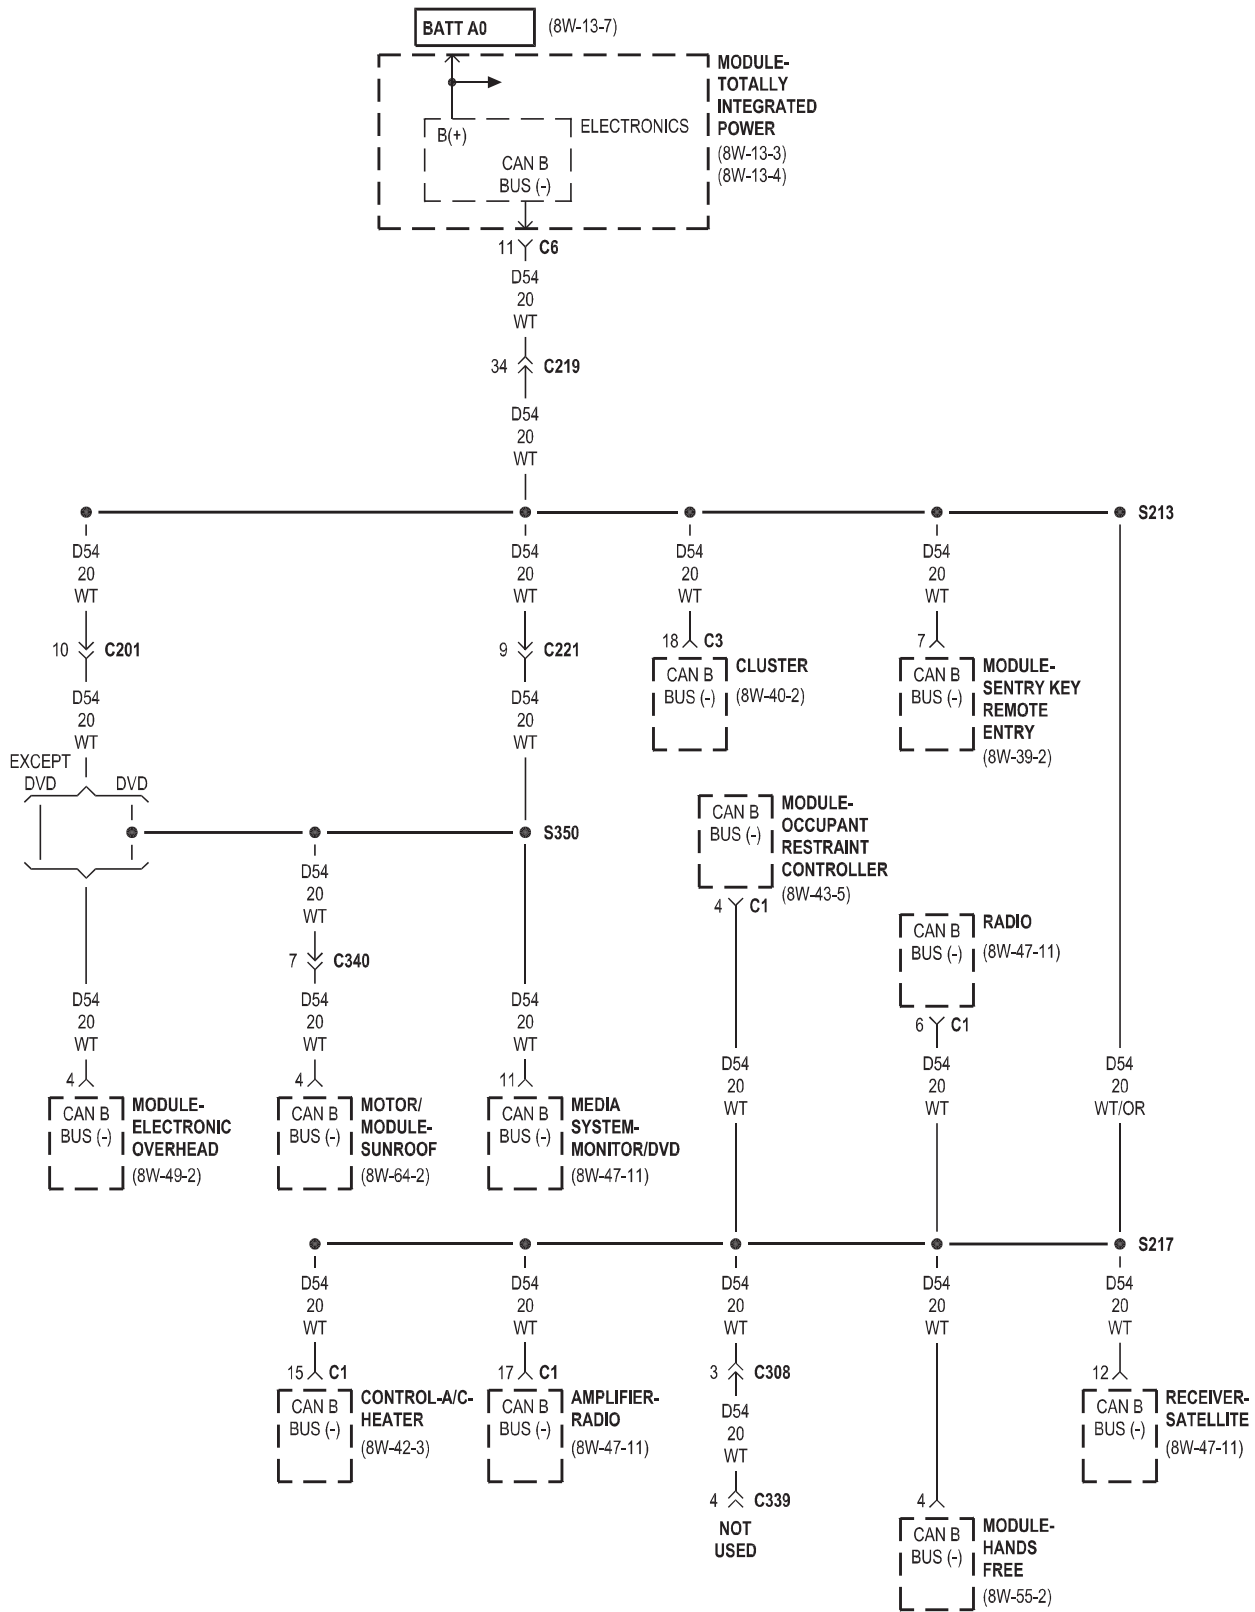 BATT A0 (8W-13-7)
MODULE-
TOTALLY
INTEGRATED
POWER
(8W-13-3)
(8W-13-4)
B(+)
ELECTRONICS
CAN B
BUS (-)
11 C6
D54
20
WT
34 C219
D54
20
WT
S213
D54
20
WT
10 C201
D54
20
WT
EXCEPT
DVD
DVD
D54
20
WT
9 C221
D54
20
WT
D54
20
WT
18 C3
CAN B
BUS (-)
CLUSTER
(8W-40-2)
D54
20
WT
7
CAN B
BUS (-)
MODULE-
SENTRY KEY
REMOTE
ENTRY
(8W-39-2)
S350
D54
20
WT
7 C340
CAN B
BUS (-)
MODULE-
OCCUPANT
RESTRAINT
CONTROLLER
(8W-43-5)
4 C1
CAN B
BUS (-)
RADIO
(8W-47-11)
6 C1
D54
20
WT
4
CAN B
BUS (-)
MODULE-
ELECTRONIC
OVERHEAD
(8W-49-2)
D54
20
WT
4
CAN B
BUS (-)
MOTOR/
MODULE-
SUNROOF
(8W-64-2)
D54
20
WT
11
CAN B
BUS (-)
MEDIA
SYSTEM-
MONITOR/DVD
(8W-47-11)
D54
20
WT
D54
20
WT
D54
20
WT/OR
S217
D54
20
WT
15 C1
CAN B
BUS (-)
CONTROL-A/C-
HEATER
(8W-42-3)
D54
20
WT
17 C1
CAN B
BUS (-)
AMPLIFIER-
RADIO
(8W-47-11)
D54
20
WT
3 C308
D54
20
WT
4 C339
NOT
USED
D54
20
WT
4
CAN B
BUS (-)
MODULE-
HANDS
FREE
(8W-55-2)
D54
20
WT
12
CAN B
BUS (-)
RECEIVER-
SATELLITE
(8W-47-11)